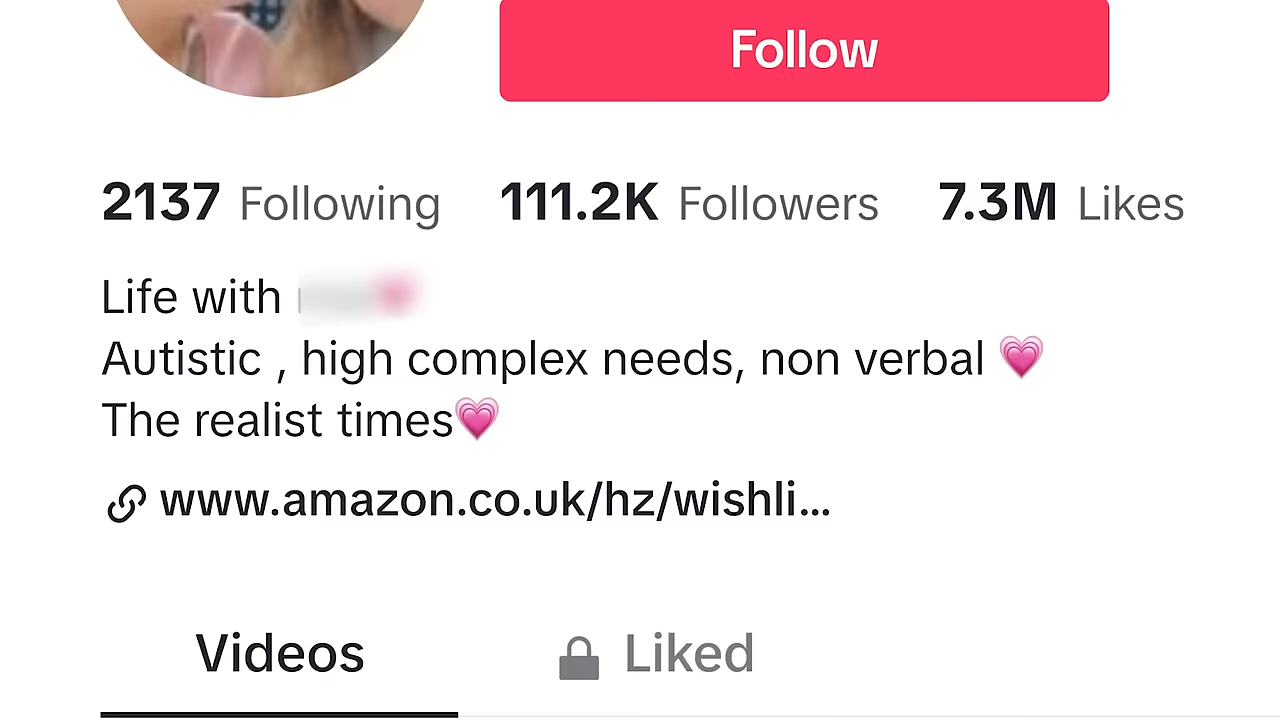 Follow
2137 Following 111.2K Followers 7.3M Likes
Life with 💗
Autistic , high complex needs, non verbal 💗
The realist times💗
www.amazon.co.uk/hz/wishli...
Videos Liked